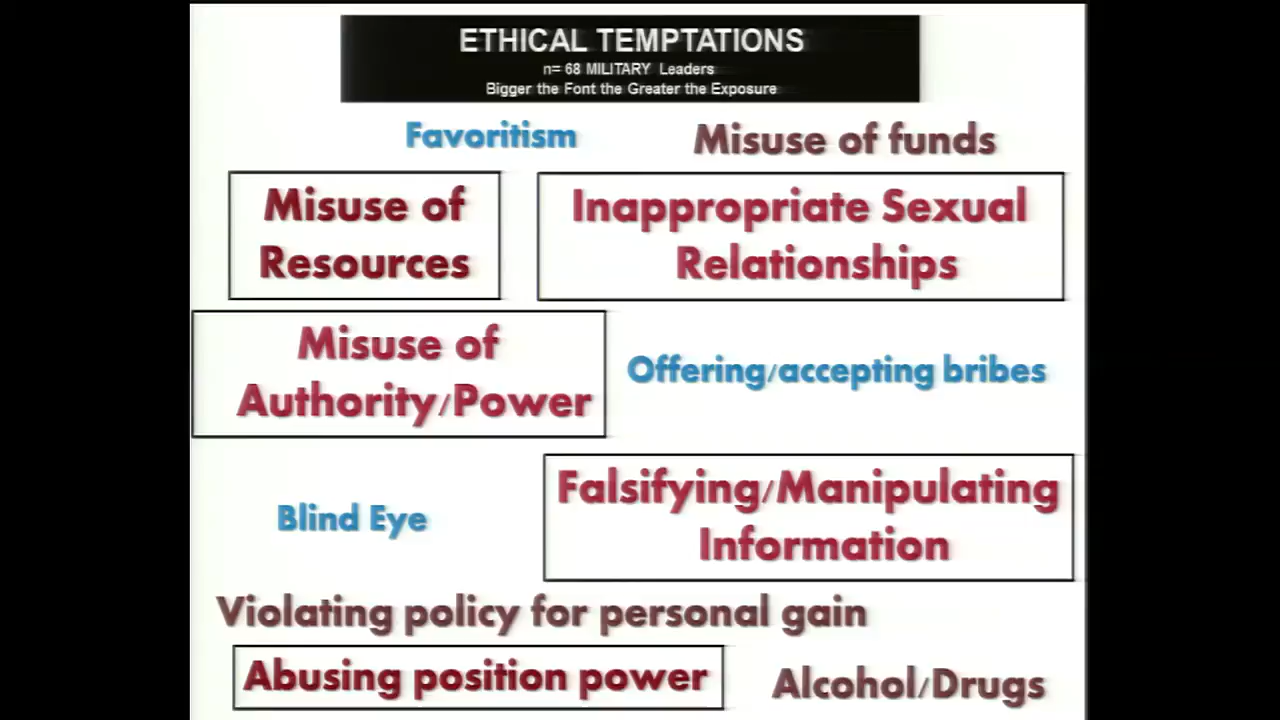 ETHICAL TEMPTATIONS
n= 68 MILITARY Leaders
Bigger the Font the Greater the Exposure
Favoritism
Misuse of funds
Misuse of
Resources
Inappropriate Sexual
Relationships
Misuse of
Authority/Power
Offering/accepting bribes
Blind Eye
Falsifying/Manipulating
Information
Violating policy for personal gain
Abusing position power
Alcohol/Drugs